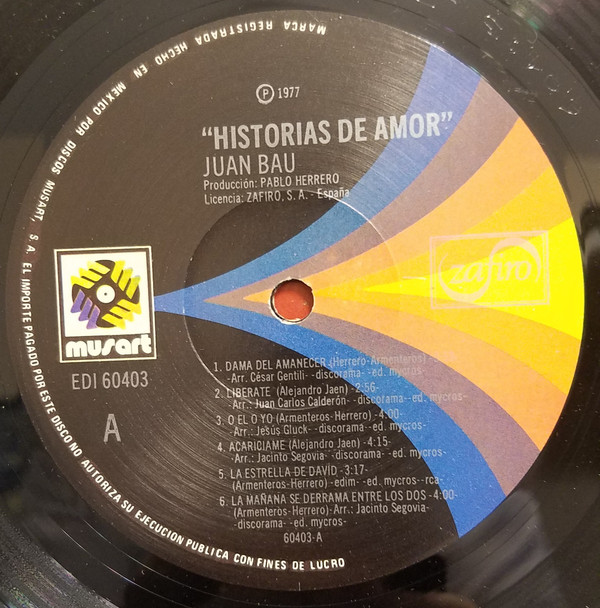 MARCA REGISTRADA HECHO EN MEXICO POR DISCOS MUSART, S. A. EL IMPORTE PAGADO POR ESTE DISCO NO AUTORIZA SU EJECUCION PUBLICA CON FINES DE LUCRO
Ⓟ 1977
"HISTORIAS DE AMOR"
JUAN BAU
Producción: PABLO HERRERO
Licencia: ZAFIRO, S. A. - España
zafiro
musart
EDI 60403
A
1. DAMA DEL AMANECER (Herrero-Armenteros)
-Arr. César Gentili- -discorama- -ed. mycros-
2. LIBERATE (Alejandro Jaen) -2:56-
-Arr.: Juan Carlos Calderón- -discorama- -ed. mycros-
3. O EL O YO (Armenteros-Herrero) -4:00-
-Arr.: Jesús Gluck- -discorama- -ed. mycros-
4. ACARICIAME (Alejandro Jaen) -4:15-
-Arr.: Jacinto Segovia- -discorama- -ed. mycros-
5. LA ESTRELLA DE DAVID -3:17-
(Armenteros-Herrero) -edim- -ed. mycros- -rca-
6. LA MAÑANA SE DERRAMA ENTRE LOS DOS -4:00-
(Armenteros-Herrero)-Arr.: Jacinto Segovia-
-discorama- -ed. mycros-
60403-A